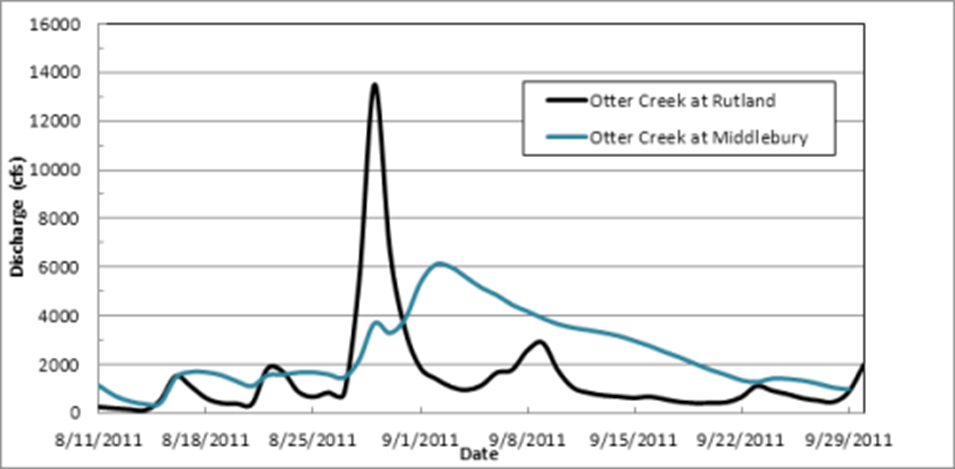 16000
14000
12000
10000
8000
6000
4000
2000
0
Discharge (cfs)
Otter Creek at Rutland
Otter Creek at Middlebury
8/11/2011 8/18/2011 8/25/2011 9/1/2011 9/8/2011 9/15/2011 9/22/2011 9/29/2011
Date